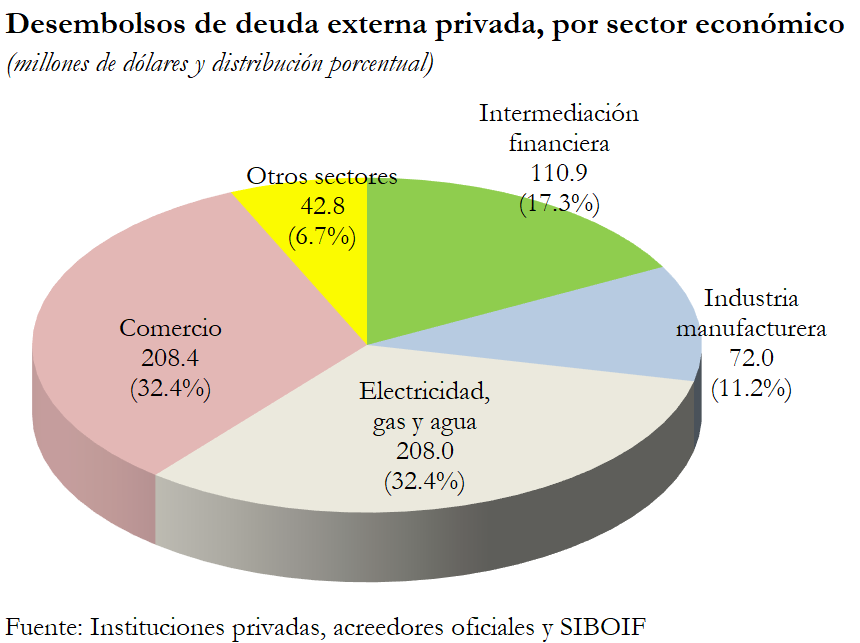 Desembolsos de deuda externa privada, por sector económico
(millones de dólares y distribución porcentual)
Intermediación
financiera
110.9
(17.3%)
Otros sectores
42.8
(6.7%)
Industria
manufacturera
72.0
(11.2%)
Comercio
208.4
(32.4%)
Electricidad,
gas y agua
208.0
(32.4%)
Fuente: Instituciones privadas, acreedores oficiales y SIBOIF